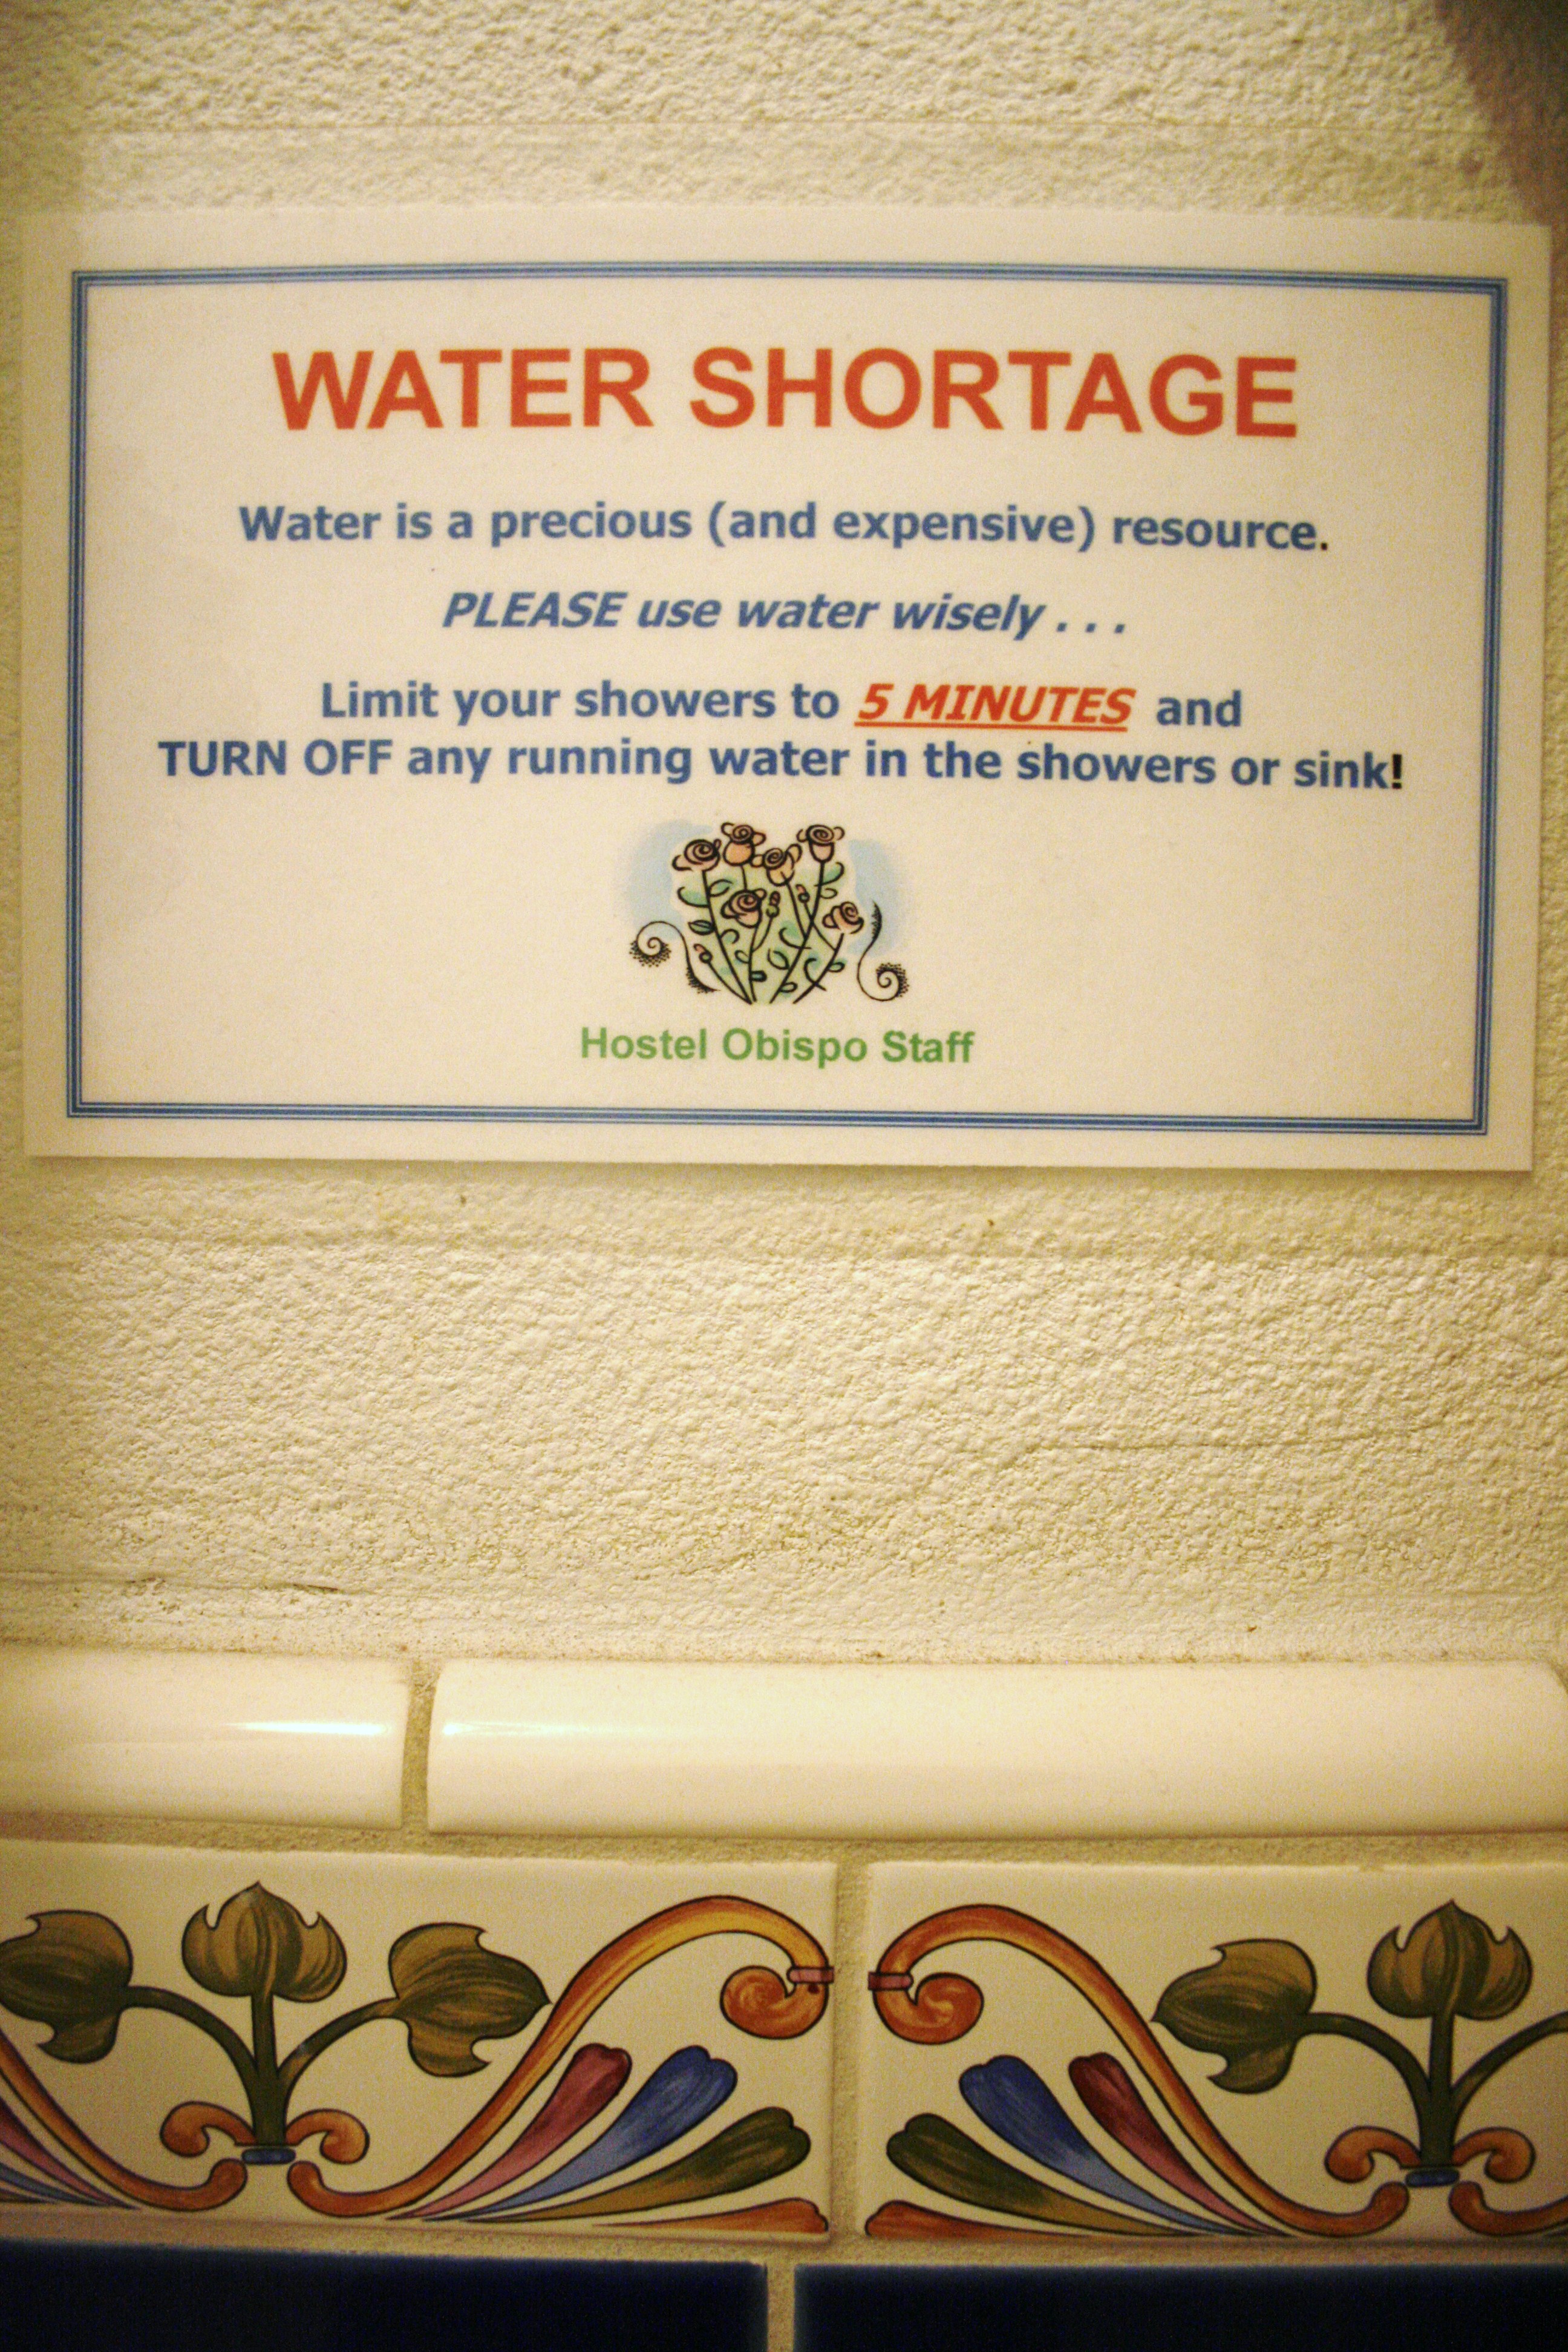 WATER SHORTAGE
Water is a precious (and expensive) resource.
PLEASE use water wisely . . .
Limit your showers to 5 MINUTES and
TURN OFF any running water in the showers or sink!
Hostel Obispo Staff